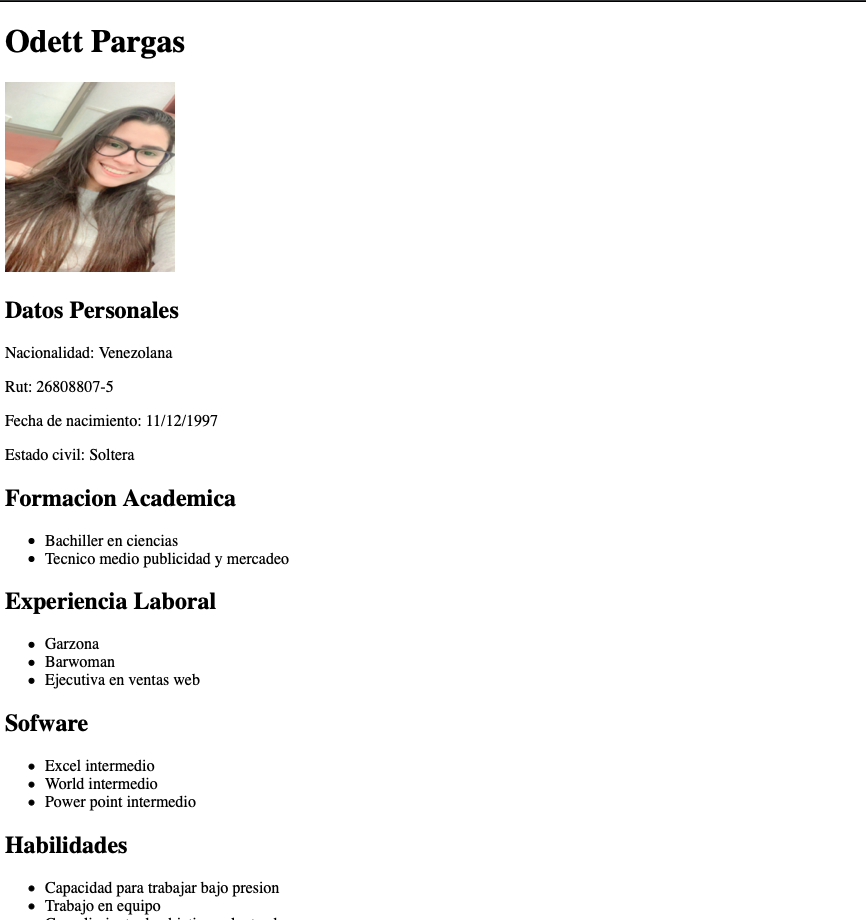 Odett Pargas
Datos Personales
Nacionalidad: Venezolana
Rut: 26808807-5
Fecha de nacimiento: 11/12/1997
Estado civil: Soltera
Formacion Academica
Bachiller en ciencias
Tecnico medio publicidad y mercadeo
Experiencia Laboral
Garzona
Barwoman
Ejecutiva en ventas web
Sofware
Excel intermedio
World intermedio
Power point intermedio
Habilidades
Capacidad para trabajar bajo presion
Trabajo en equipo